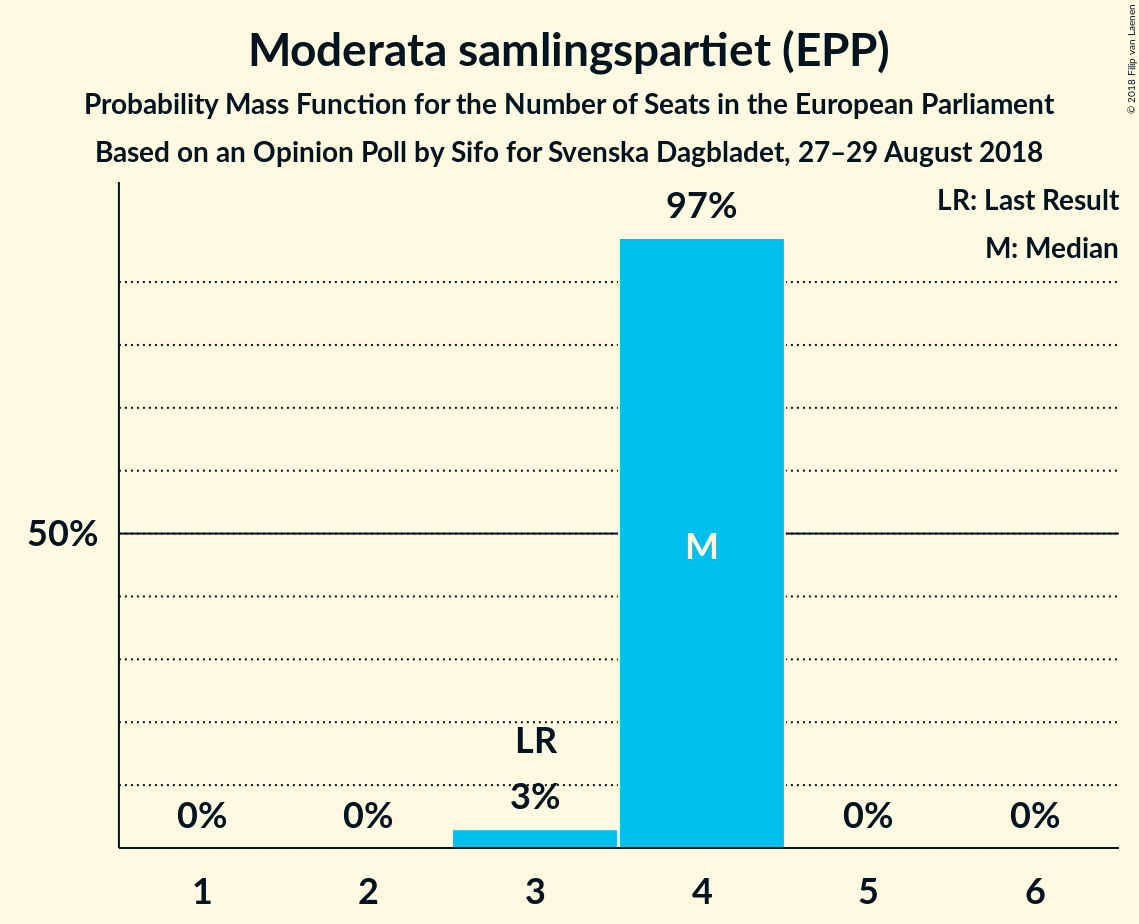 Moderata samlingspartiet (EPP)
Probability Mass Function for the Number of Seats in the European Parliament
Based on an Opinion Poll by Sifo for Svenska Dagbladet, 27–29 August 2018
© 2018 Filip van Laenen
LR: Last Result
M: Median
97%
50%
M
LR
0%
0%
3%
0%
0%
1
2
3
4
5
6